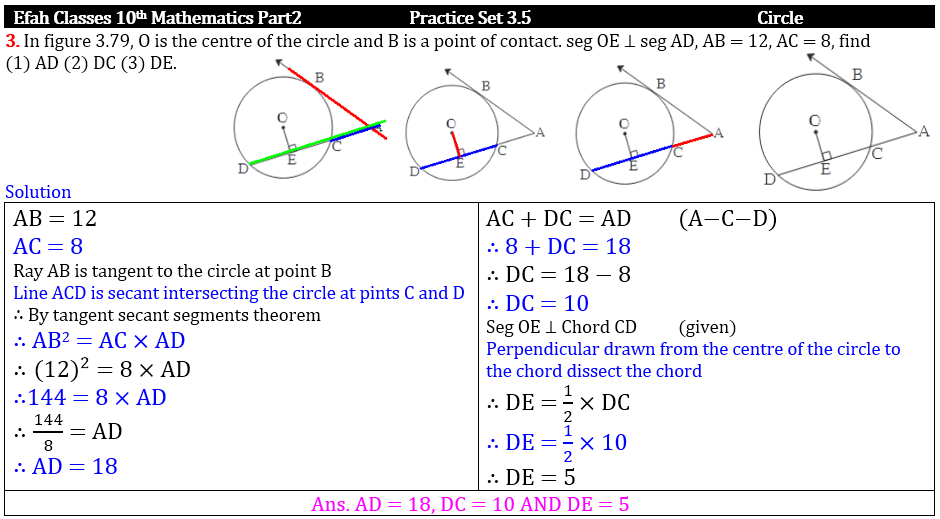 Efah Classes 10th Mathematics Part2 Practice Set 3.5 Circle
3. In figure 3.79, O is the centre of the circle and B is a point of contact. seg OE ⊥ seg AD, AB = 12, AC = 8, find
(1) AD (2) DC (3) DE.
B
O
A
C
E
D
B
O
A
C
E
D
B
O
A
C
E
D
B
O
A
C
E
D
Solution
AB = 12
AC = 8
Ray AB is tangent to the circle at point B
Line ACD is secant intersecting the circle at pints C and D
∴ By tangent secant segments theorem
∴ AB² = AC × AD
∴ (12)² = 8 × AD
∴144 = 8 × AD
∴ 144/8 = AD
∴ AD = 18
AC + DC = AD (A−C−D)
∴ 8 + DC = 18
∴ DC = 18 − 8
∴ DC = 10
Seg OE ⊥ Chord CD (given)
Perpendicular drawn from the centre of the circle to
the chord dissect the chord
∴ DE = 1/2 × DC
∴ DE = 1/2 × 10
∴ DE = 5
Ans. AD = 18, DC = 10 AND DE = 5